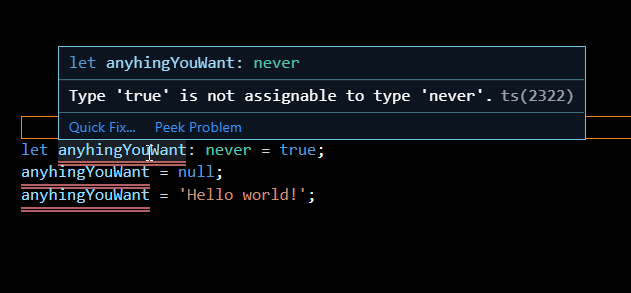 let anyhingYouWant: never
Type 'true' is not assignable to type 'never'. ts(2322)
Quick Fix... Peek Problem
let anyhingYouWant: never = true;
anyhingYouWant = null;
anyhingYouWant = 'Hello world!';